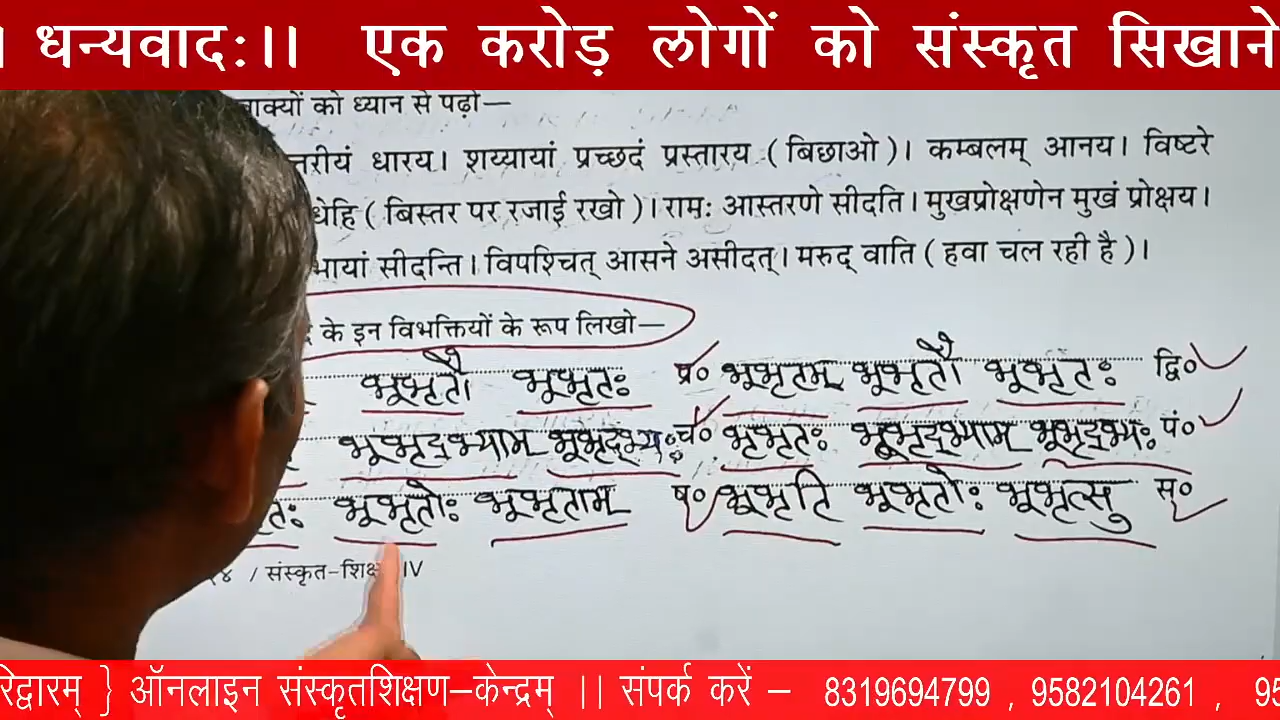 । धन्यवादः।। एक करोड़ लोगों को संस्कृत सिखाने
वाक्यों को ध्यान से पढ़ो—
धारय। शय्यायां प्रच्छदं प्रस्तारय (बिछाओ)। कम्बलम् आनय। विष्टरे
धेहि (बिस्तर पर रजाई रखो)। रामः आस्तरणे सीदति। मुखप्रोक्षणेन मुखं प्रोक्षय।
सीदन्ति। विपश्चित् आसने असीदत्। मरुद् वाति (हवा चल रही है)।
के इन विभक्तियों के रूप लिखो—
भूभृतौ भूभृतः प्र० भूभृतम् भूभृतौ भूभृतः द्वि०
भूभृद्भ्याम् भूभृद्भ्यः च० भृभृतः भूभृद्भ्याम् भूभृद्भ्यः पं०
तः भूभृतोः भूभृताम् ष० भूभृति भूभृतोः भूभृत्सु स०
/ संस्कृत-शिक्ष IV
रिद्वारम् } ऑनलाइन संस्कृतशिक्षण-केन्द्रम् || संपर्क करें - 8319694799 , 9582104261 , 95